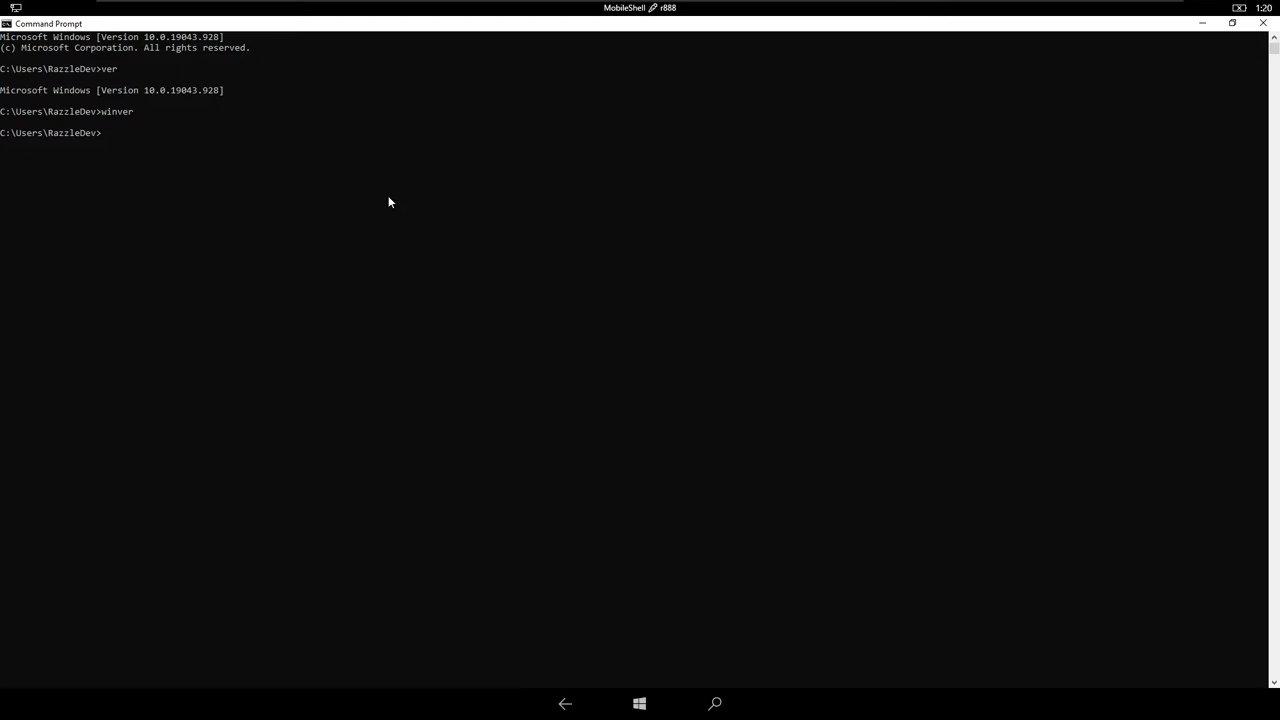 MobileShell r888
1:20
Command Prompt
Microsoft Windows [Version 10.0.19043.928]
(c) Microsoft Corporation. All rights reserved.
C:\Users\RazzleDev>ver
Microsoft Windows [Version 10.0.19043.928]
C:\Users\RazzleDev>winver
C:\Users\RazzleDev>